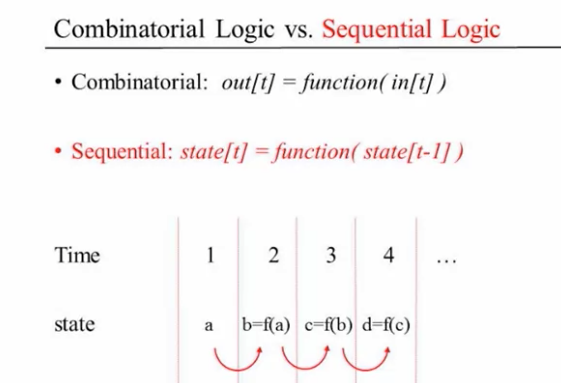 Combinatorial Logic vs. Sequential Logic
• Combinatorial: out[t] = function( in[t] )
• Sequential: state[t] = function( state[t-1] )
Time 1 2 3 4 …
state a b=f(a) c=f(b) d=f(c)